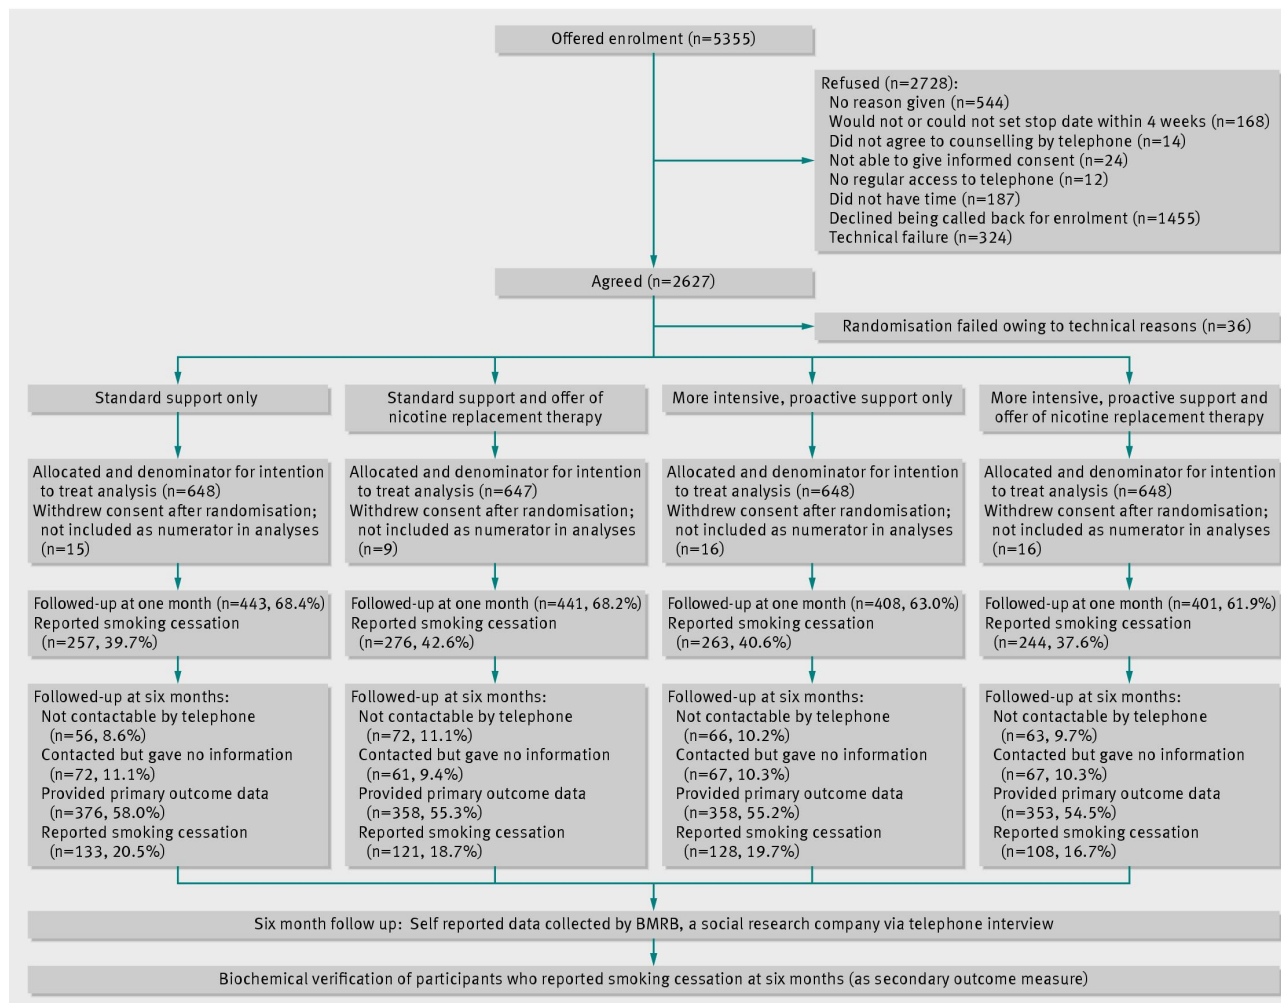 Offered enrolment (n=5355)
Refused (n=2728):
No reason given (n=544)
Would not or could not set stop date within 4 weeks (n=168)
Did not agree to counselling by telephone (n=14)
Not able to give informed consent (n=24)
No regular access to telephone (n=12)
Did not have time (n=187)
Declined being called back for enrolment (n=1455)
Technical failure (n=324)
Agreed (n=2627)
Randomisation failed owing to technical reasons (n=36)
Standard support only
Standard support and offer of
nicotine replacement therapy
More intensive, proactive support only
More intensive, proactive support and
offer of nicotine replacement therapy
Allocated and denominator for intention
to treat analysis (n=648)
Withdrew consent after randomisation;
not included as numerator in analyses
(n=15)
Allocated and denominator for intention
to treat analysis (n=647)
Withdrew consent after randomisation;
not included as numerator in analyses
(n=9)
Allocated and denominator for intention
to treat analysis (n=648)
Withdrew consent after randomisation;
not included as numerator in analyses
(n=16)
Allocated and denominator for intention
to treat analysis (n=648)
Withdrew consent after randomisation;
not included as numerator in analyses
(n=16)
Followed-up at one month (n=443, 68.4%)
Reported smoking cessation
(n=257, 39.7%)
Followed-up at one month (n=441, 68.2%)
Reported smoking cessation
(n=276, 42.6%)
Followed-up at one month (n=408, 63.0%)
Reported smoking cessation
(n=263, 40.6%)
Followed-up at one month (n=401, 61.9%)
Reported smoking cessation
(n=244, 37.6%)
Followed-up at six months:
Not contactable by telephone
(n=56, 8.6%)
Contacted but gave no information
(n=72, 11.1%)
Provided primary outcome data
(n=376, 58.0%)
Reported smoking cessation
(n=133, 20.5%)
Followed-up at six months:
Not contactable by telephone
(n=72, 11.1%)
Contacted but gave no information
(n=61, 9.4%)
Provided primary outcome data
(n=358, 55.3%)
Reported smoking cessation
(n=121, 18.7%)
Followed-up at six months:
Not contactable by telephone
(n=66, 10.2%)
Contacted but gave no information
(n=67, 10.3%)
Provided primary outcome data
(n=358, 55.2%)
Reported smoking cessation
(n=128, 19.7%)
Followed-up at six months:
Not contactable by telephone
(n=63, 9.7%)
Contacted but gave no information
(n=67, 10.3%)
Provided primary outcome data
(n=353, 54.5%)
Reported smoking cessation
(n=108, 16.7%)
Six month follow up: Self reported data collected by BMRB, a social research company via telephone interview
Biochemical verification of participants who reported smoking cessation at six months (as secondary outcome measure)